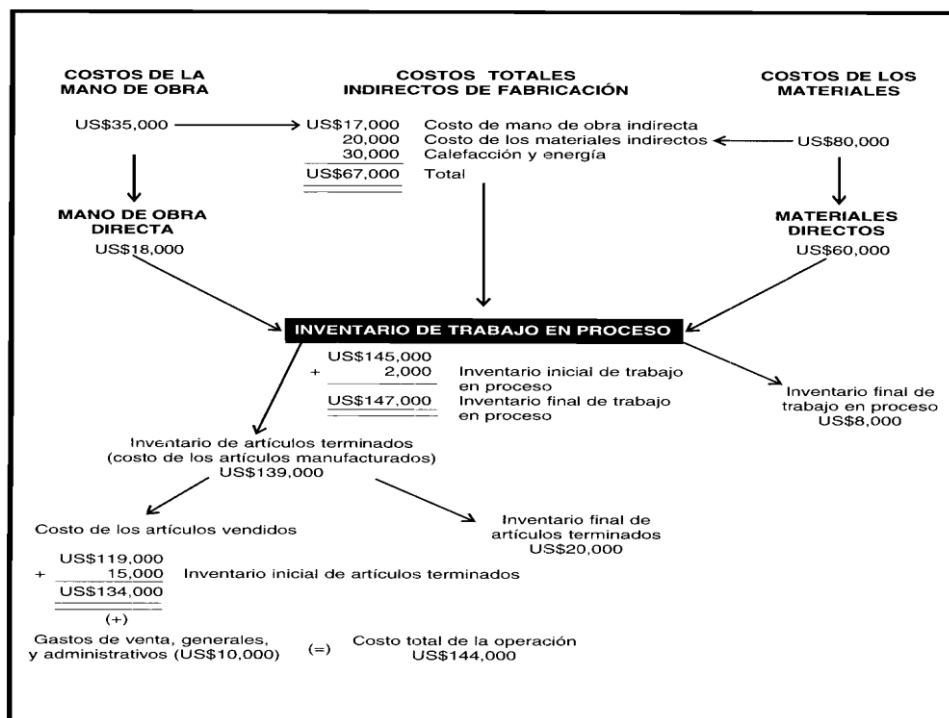 COSTOS DE LA
MANO DE OBRA
COSTOS TOTALES
INDIRECTOS DE FABRICACIÓN
COSTOS DE LOS
MATERIALES
US$35,000
US$17,000 Costo de mano de obra indirecta
20,000 Costo de los materiales indirectos
30,000 Calefacción y energía
US$67,000 Total
US$80,000
MANO DE OBRA
DIRECTA
US$18,000
MATERIALES
DIRECTOS
US$60,000
INVENTARIO DE TRABAJO EN PROCESO
US$145,000
+ 2,000 Inventario inicial de trabajo
en proceso
US$147,000 Inventario final de trabajo
en proceso
Inventario final de
trabajo en proceso
US$8,000
Inventario de artículos terminados
(costo de los artículos manufacturados)
US$139,000
Costo de los artículos vendidos
Inventario final de
artículos terminados
US$20,000
US$119,000
+ 15,000 Inventario inicial de artículos terminados
US$134,000
(+)
Gastos de venta, generales,
y administrativos (US$10,000) (=) Costo total de la operación
US$144,000